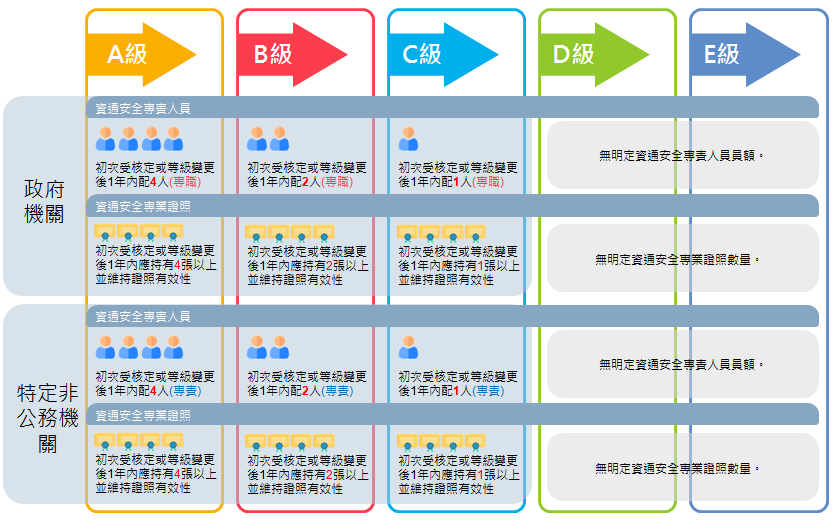 A級
B級
C級
D級
E級
政府
機關
資通安全專責人員
初次受核定或等級變更
後1年內配4人(專職)
初次受核定或等級變更
後1年內配2人(專職)
初次受核定或等級變更
後1年內配1人(專職)
無明定資通安全專責人員員額。
資通安全專業證照
初次受核定或等級變更
後1年內應持有4張以上
並維持證照有效性
初次受核定或等級變更
後1年內應持有2張以上
並維持證照有效性
初次受核定或等級變更
後1年內應持有1張以上
並維持證照有效性
無明定資通安全專業證照數量。
特定非
公務機
關
資通安全專責人員
初次受核定或等級變更
後1年內配4人(專責)
初次受核定或等級變更
後1年內配2人(專責)
初次受核定或等級變更
後1年內配1人(專責)
無明定資通安全專責人員員額。
資通安全專業證照
初次受核定或等級變更
後1年內應持有4張以上
並維持證照有效性
初次受核定或等級變更
後1年內應持有2張以上
並維持證照有效性
初次受核定或等級變更
後1年內應持有1張以上
並維持證照有效性
無明定資通安全專業證照數量。